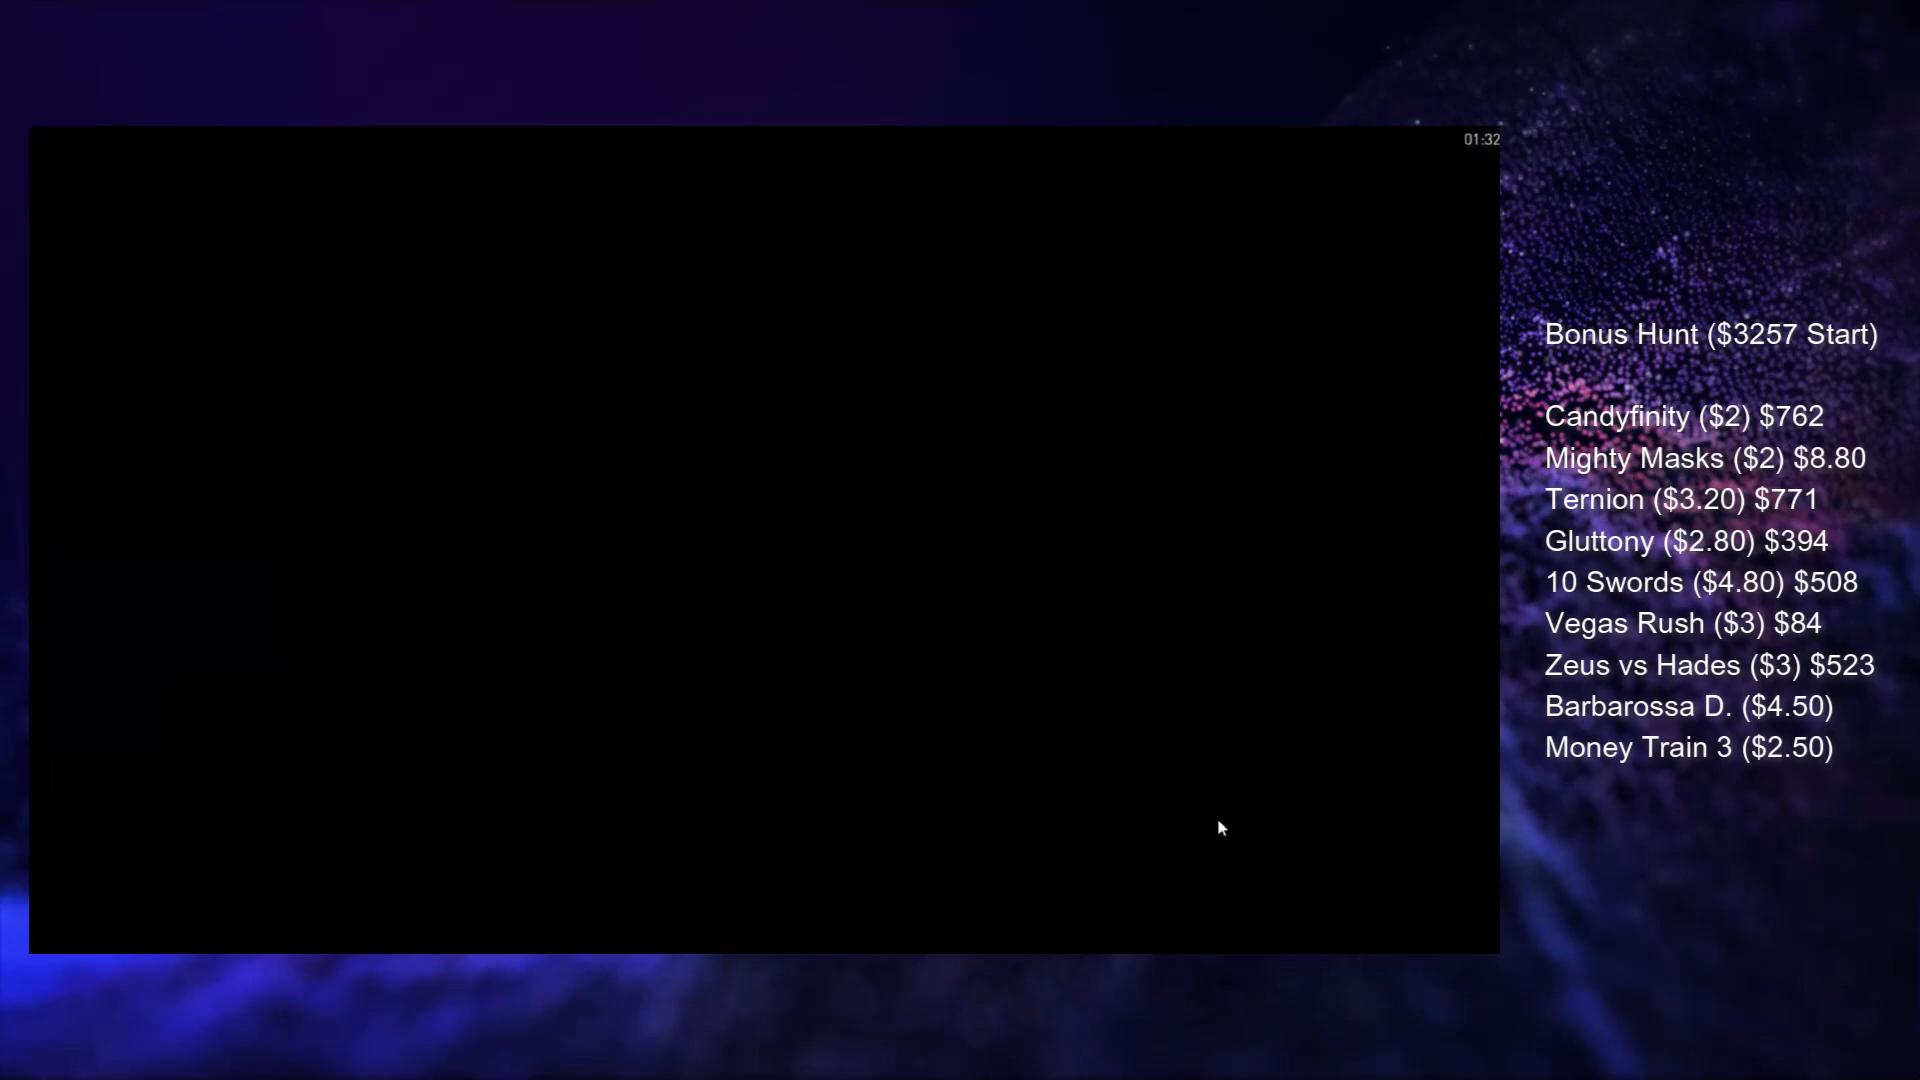 01:32
Bonus Hunt ($3257 Start)
Candyfinity ($2) $762
Mighty Masks ($2) $8.80
Ternion ($3.20) $771
Gluttony ($2.80) $394
10 Swords ($4.80) $508
Vegas Rush ($3) $84
Zeus vs Hades ($3) $523
Barbarossa D. ($4.50)
Money Train 3 ($2.50)